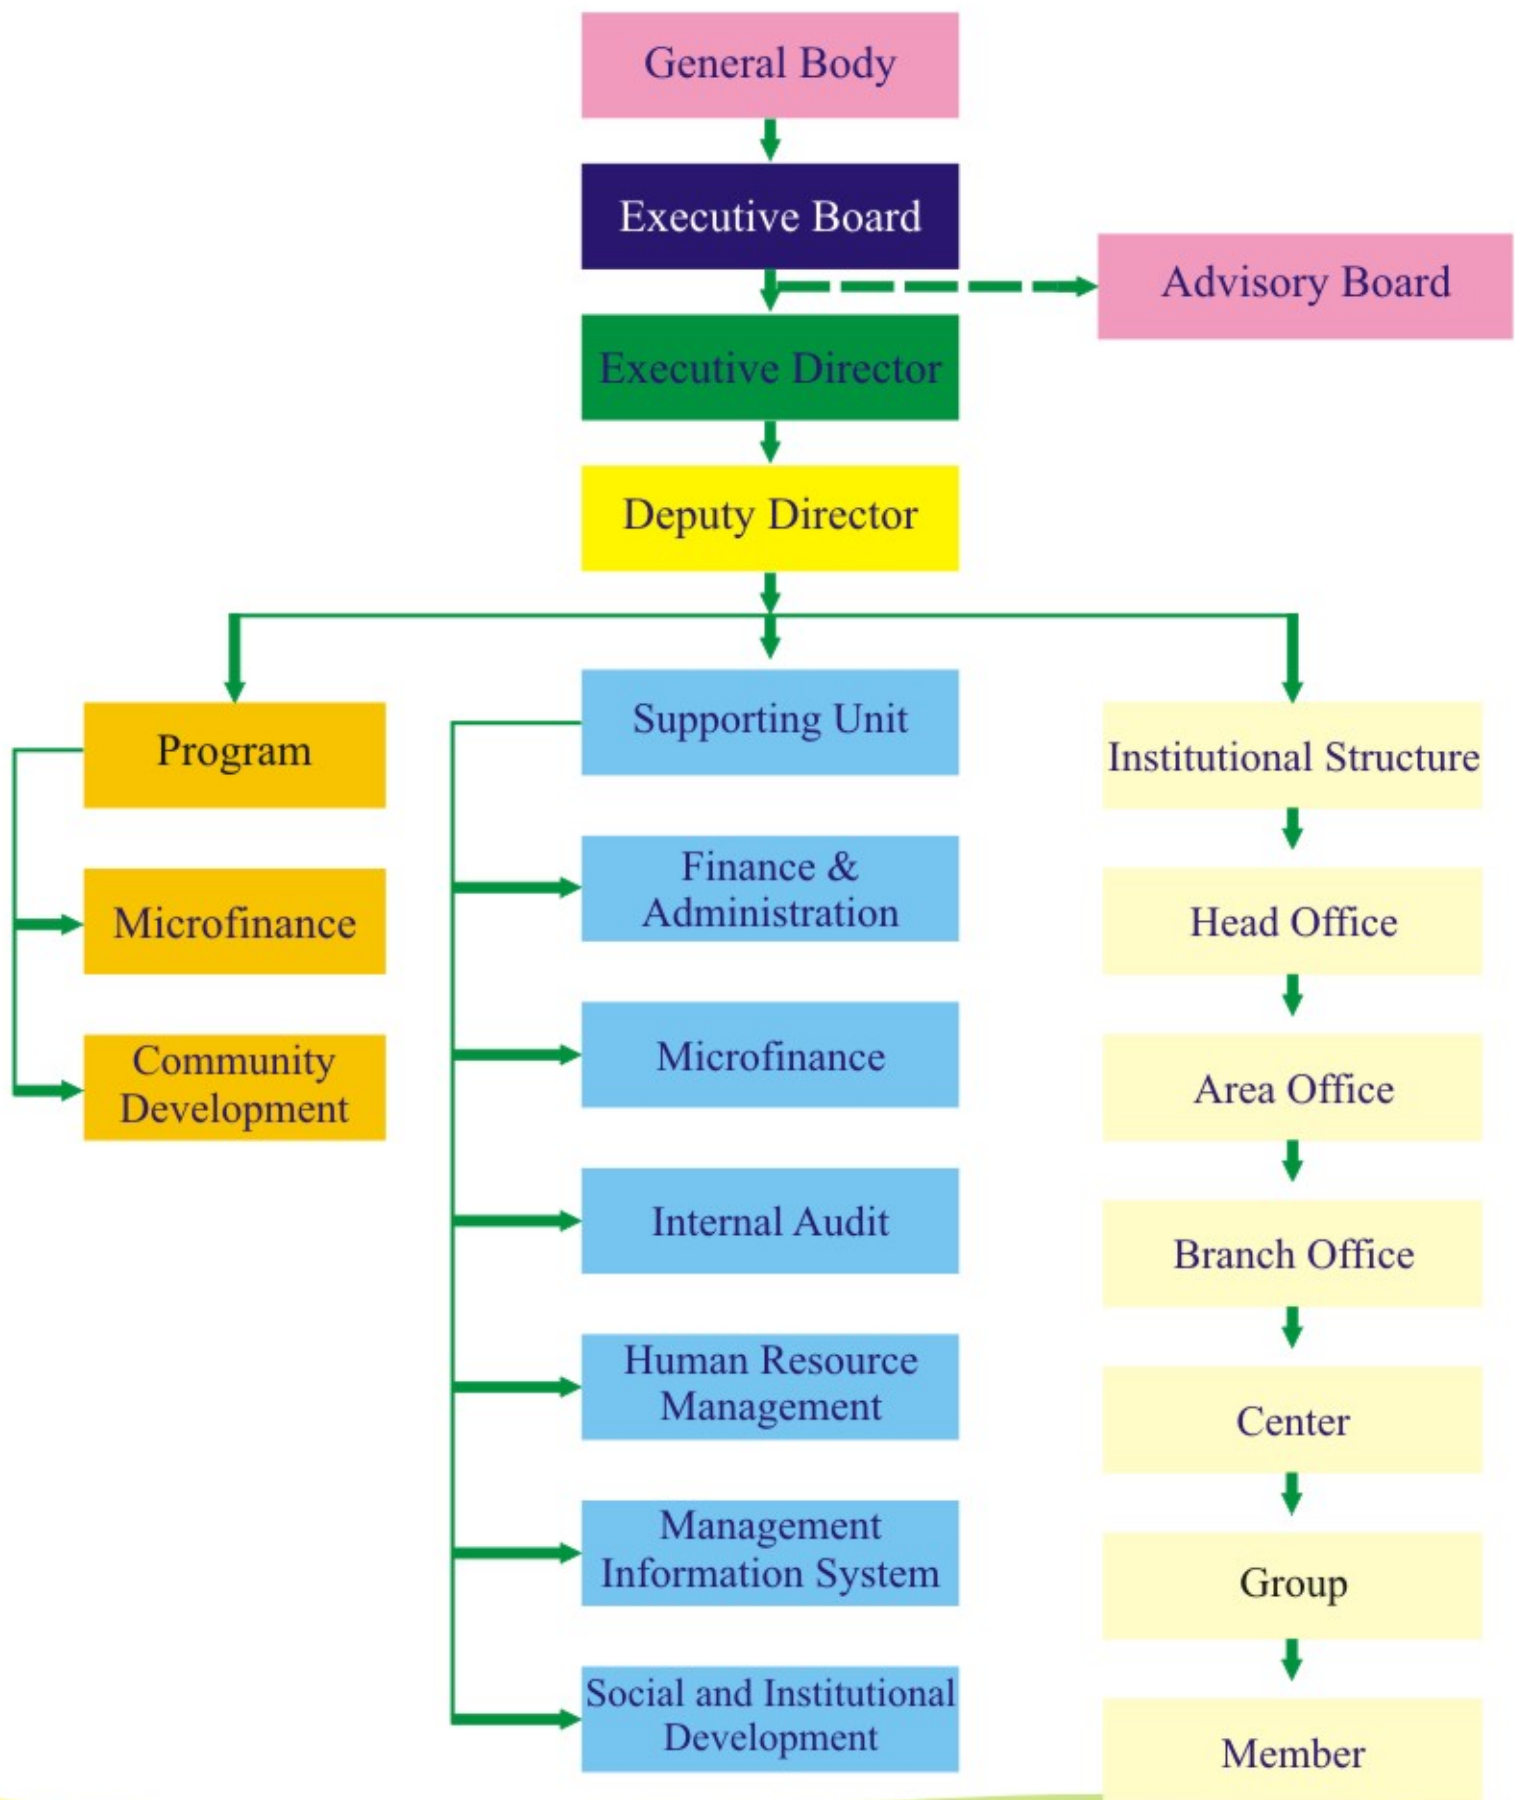 General Body
Executive Board
Advisory Board
Executive Director
Deputy Director
Program
Microfinance
Community
Development
Supporting Unit
Finance &
Administration
Microfinance
Internal Audit
Human Resource
Management
Management
Information System
Social and Institutional
Development
Institutional Structure
Head Office
Area Office
Branch Office
Center
Group
Member